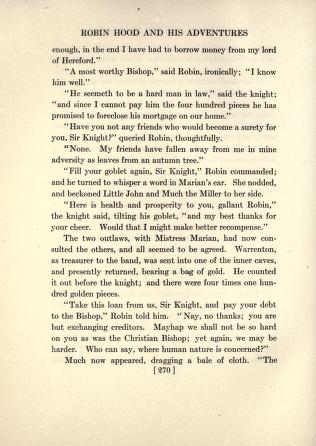 ROBIN HOOD AND HIS ADVENTURES
enough, in the end I have had to borrow money from my lord
of Hereford."
"A most worthy Bishop," said Robin, ironically; "I know
him well."
"He seemeth to be a hard man in law," said the knight;
"and since I cannot pay him the four hundred pieces he has
promised to foreclose his mortgage on our home."
"Have you not any friends who would become a surety for
you, Sir Knight?" queried Robin, thoughtfully.
"None. My friends have fallen away from me in mine
adversity as leaves from an autumn tree."
"Fill your goblet again, Sir Knight," Robin commanded;
and he turned to whisper a word in Marian's ear. She nodded,
and beckoned Little John and Much the Miller to her side.
"Here is health and prosperity to you, gallant Robin,"
the knight said, tilting his goblet, "and my best thanks for
your cheer. Would that I might make better recompense."
The two outlaws, with Mistress Marian, had now con-
sulted the others, and all seemed to be agreed. Warrenton,
as treasurer to the band, was sent into one of the inner caves,
and presently returned, bearing a bag of gold. He counted
it out before the knight; and there were four times one hun-
dred golden pieces.
"Take this loan from us, Sir Knight, and pay your debt
to the Bishop," Robin told him. "Nay, no thanks; you are
but exchanging creditors. Mayhap we shall not be so hard
on you as was the Christian Bishop; yet again, we may be
harder. Who can say, where human nature is concerned?"
Much now appeared, dragging a bale of cloth. "The
[ 270 ]